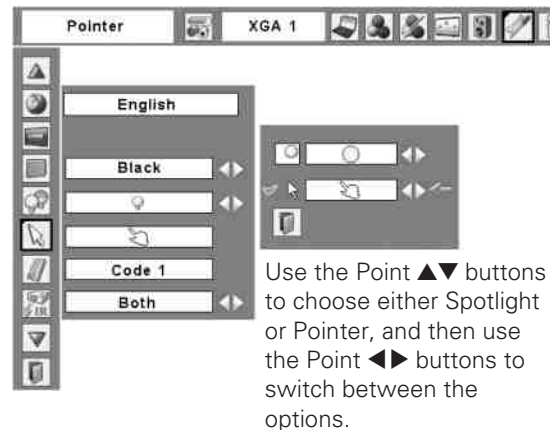 Pointer
XGA 1
English
Black
Code 1
Both
Use the Point ▲▼ buttons
to choose either Spotlight
or Pointer, and then use
the Point ◀▶ buttons to
switch between the
options.